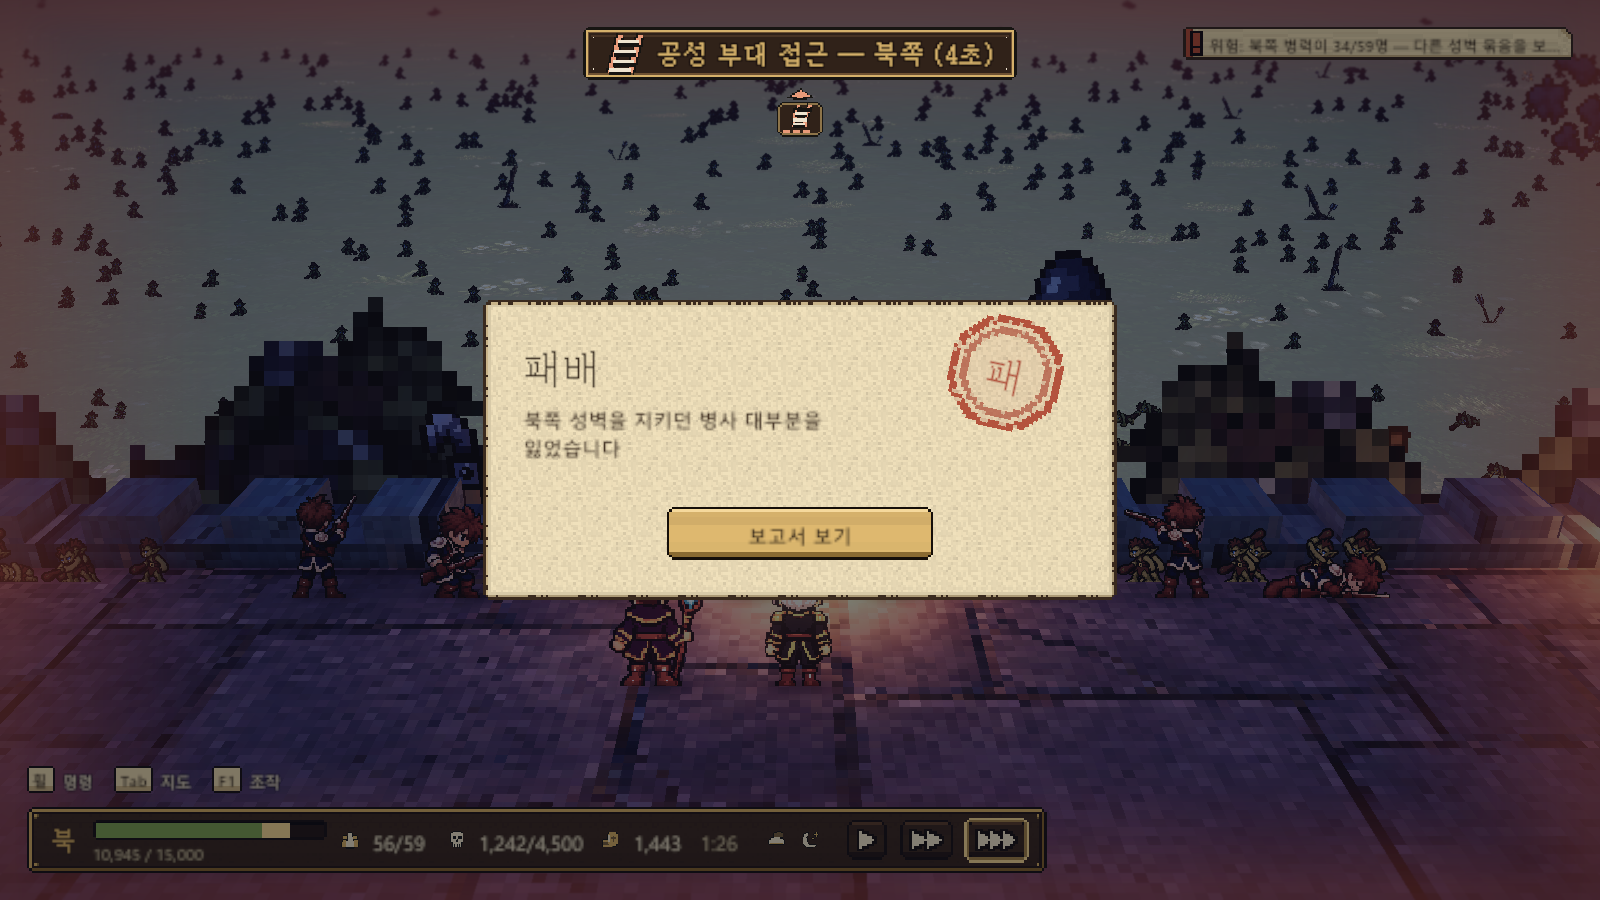 공성 부대 접근 — 북쪽 (4초)
위험: 북쪽 병력이 34/59명 — 다른 성벽 묶음을 보...
패배
패
북쪽 성벽을 지키던 병사 대부분을
잃었습니다
보고서 보기
휠 명령 Tab 지도 F1 조작
북 10,945 / 15,000 56/59 1,242/4,500 1,443 1:26